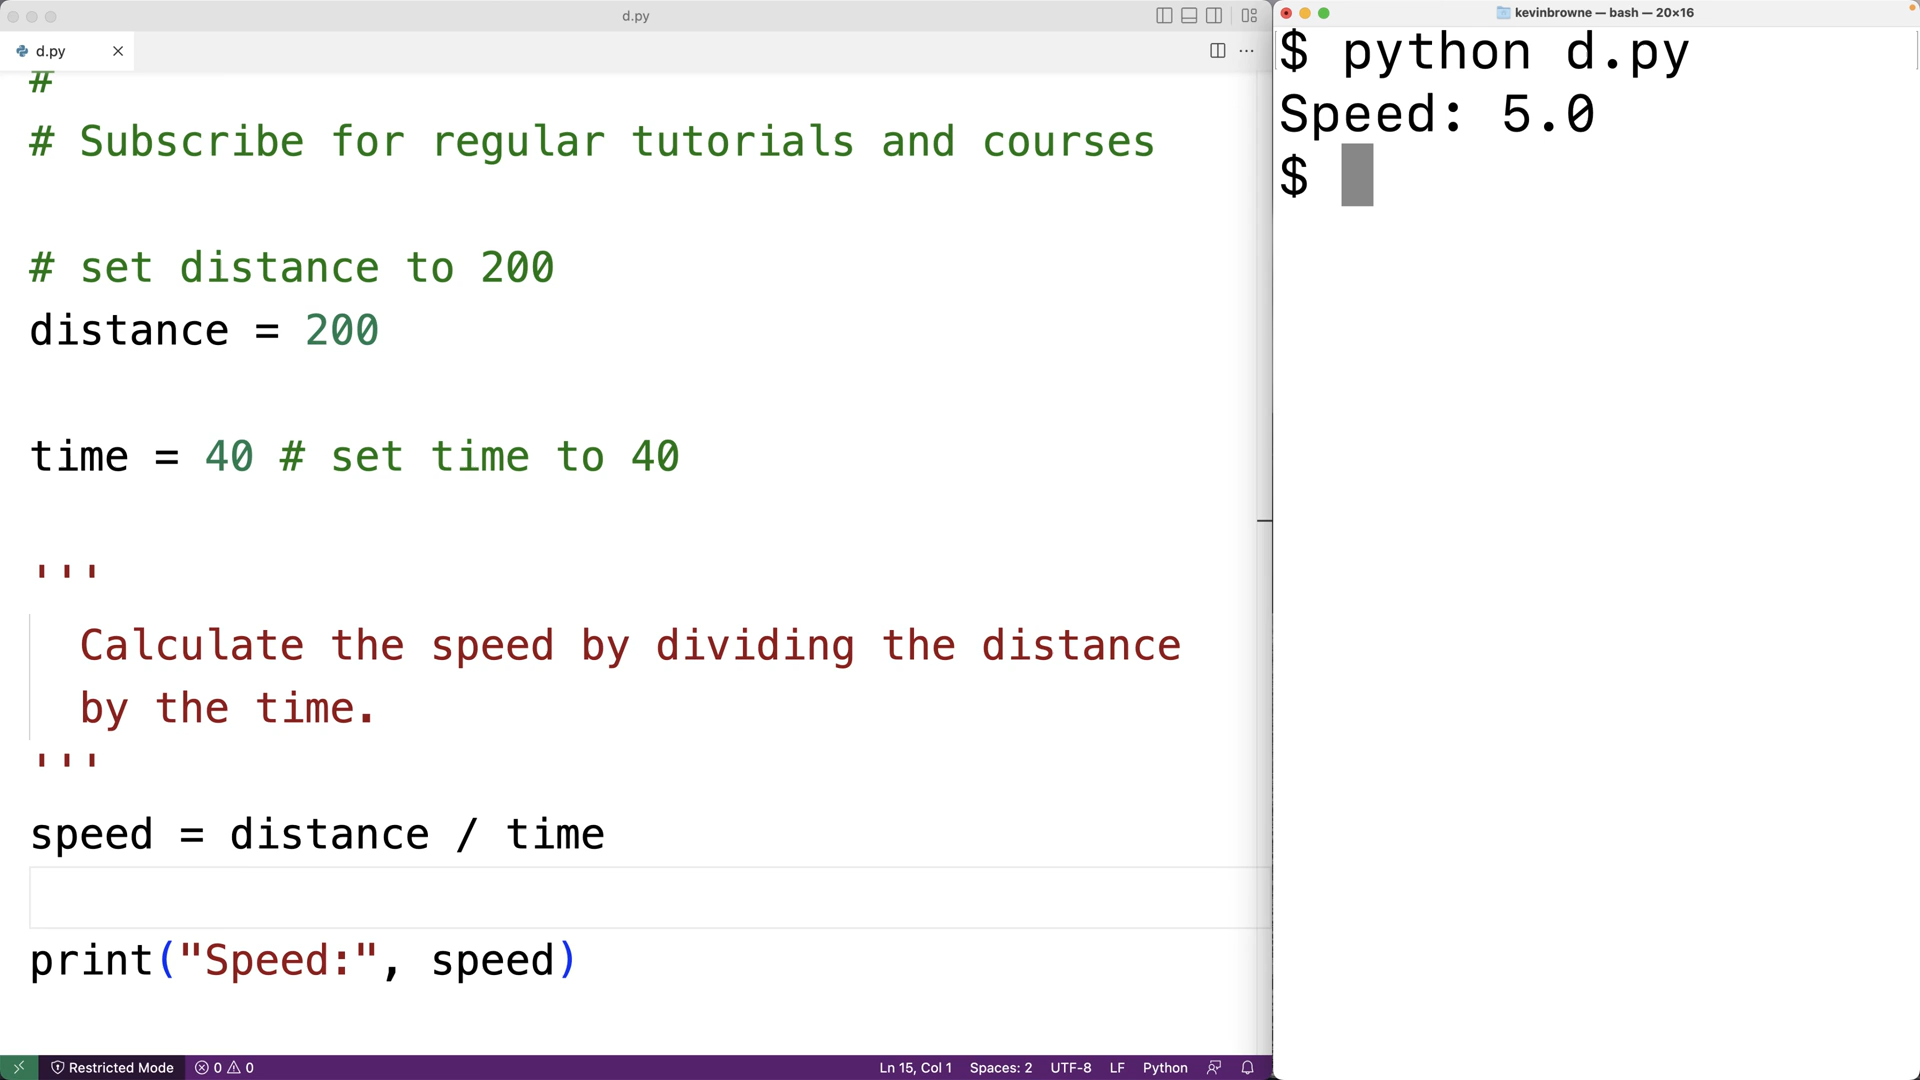 d.py
d.py
#
# Subscribe for regular tutorials and courses
# set distance to 200
distance = 200
time = 40 # set time to 40
'''
Calculate the speed by dividing the distance
by the time.
'''
speed = distance / time
print("Speed:", speed)
Restricted Mode 0 0 Ln 15, Col 1 Spaces: 2 UTF-8 LF Python
kevinbrowne — bash — 20×16
$ python d.py
Speed: 5.0
$